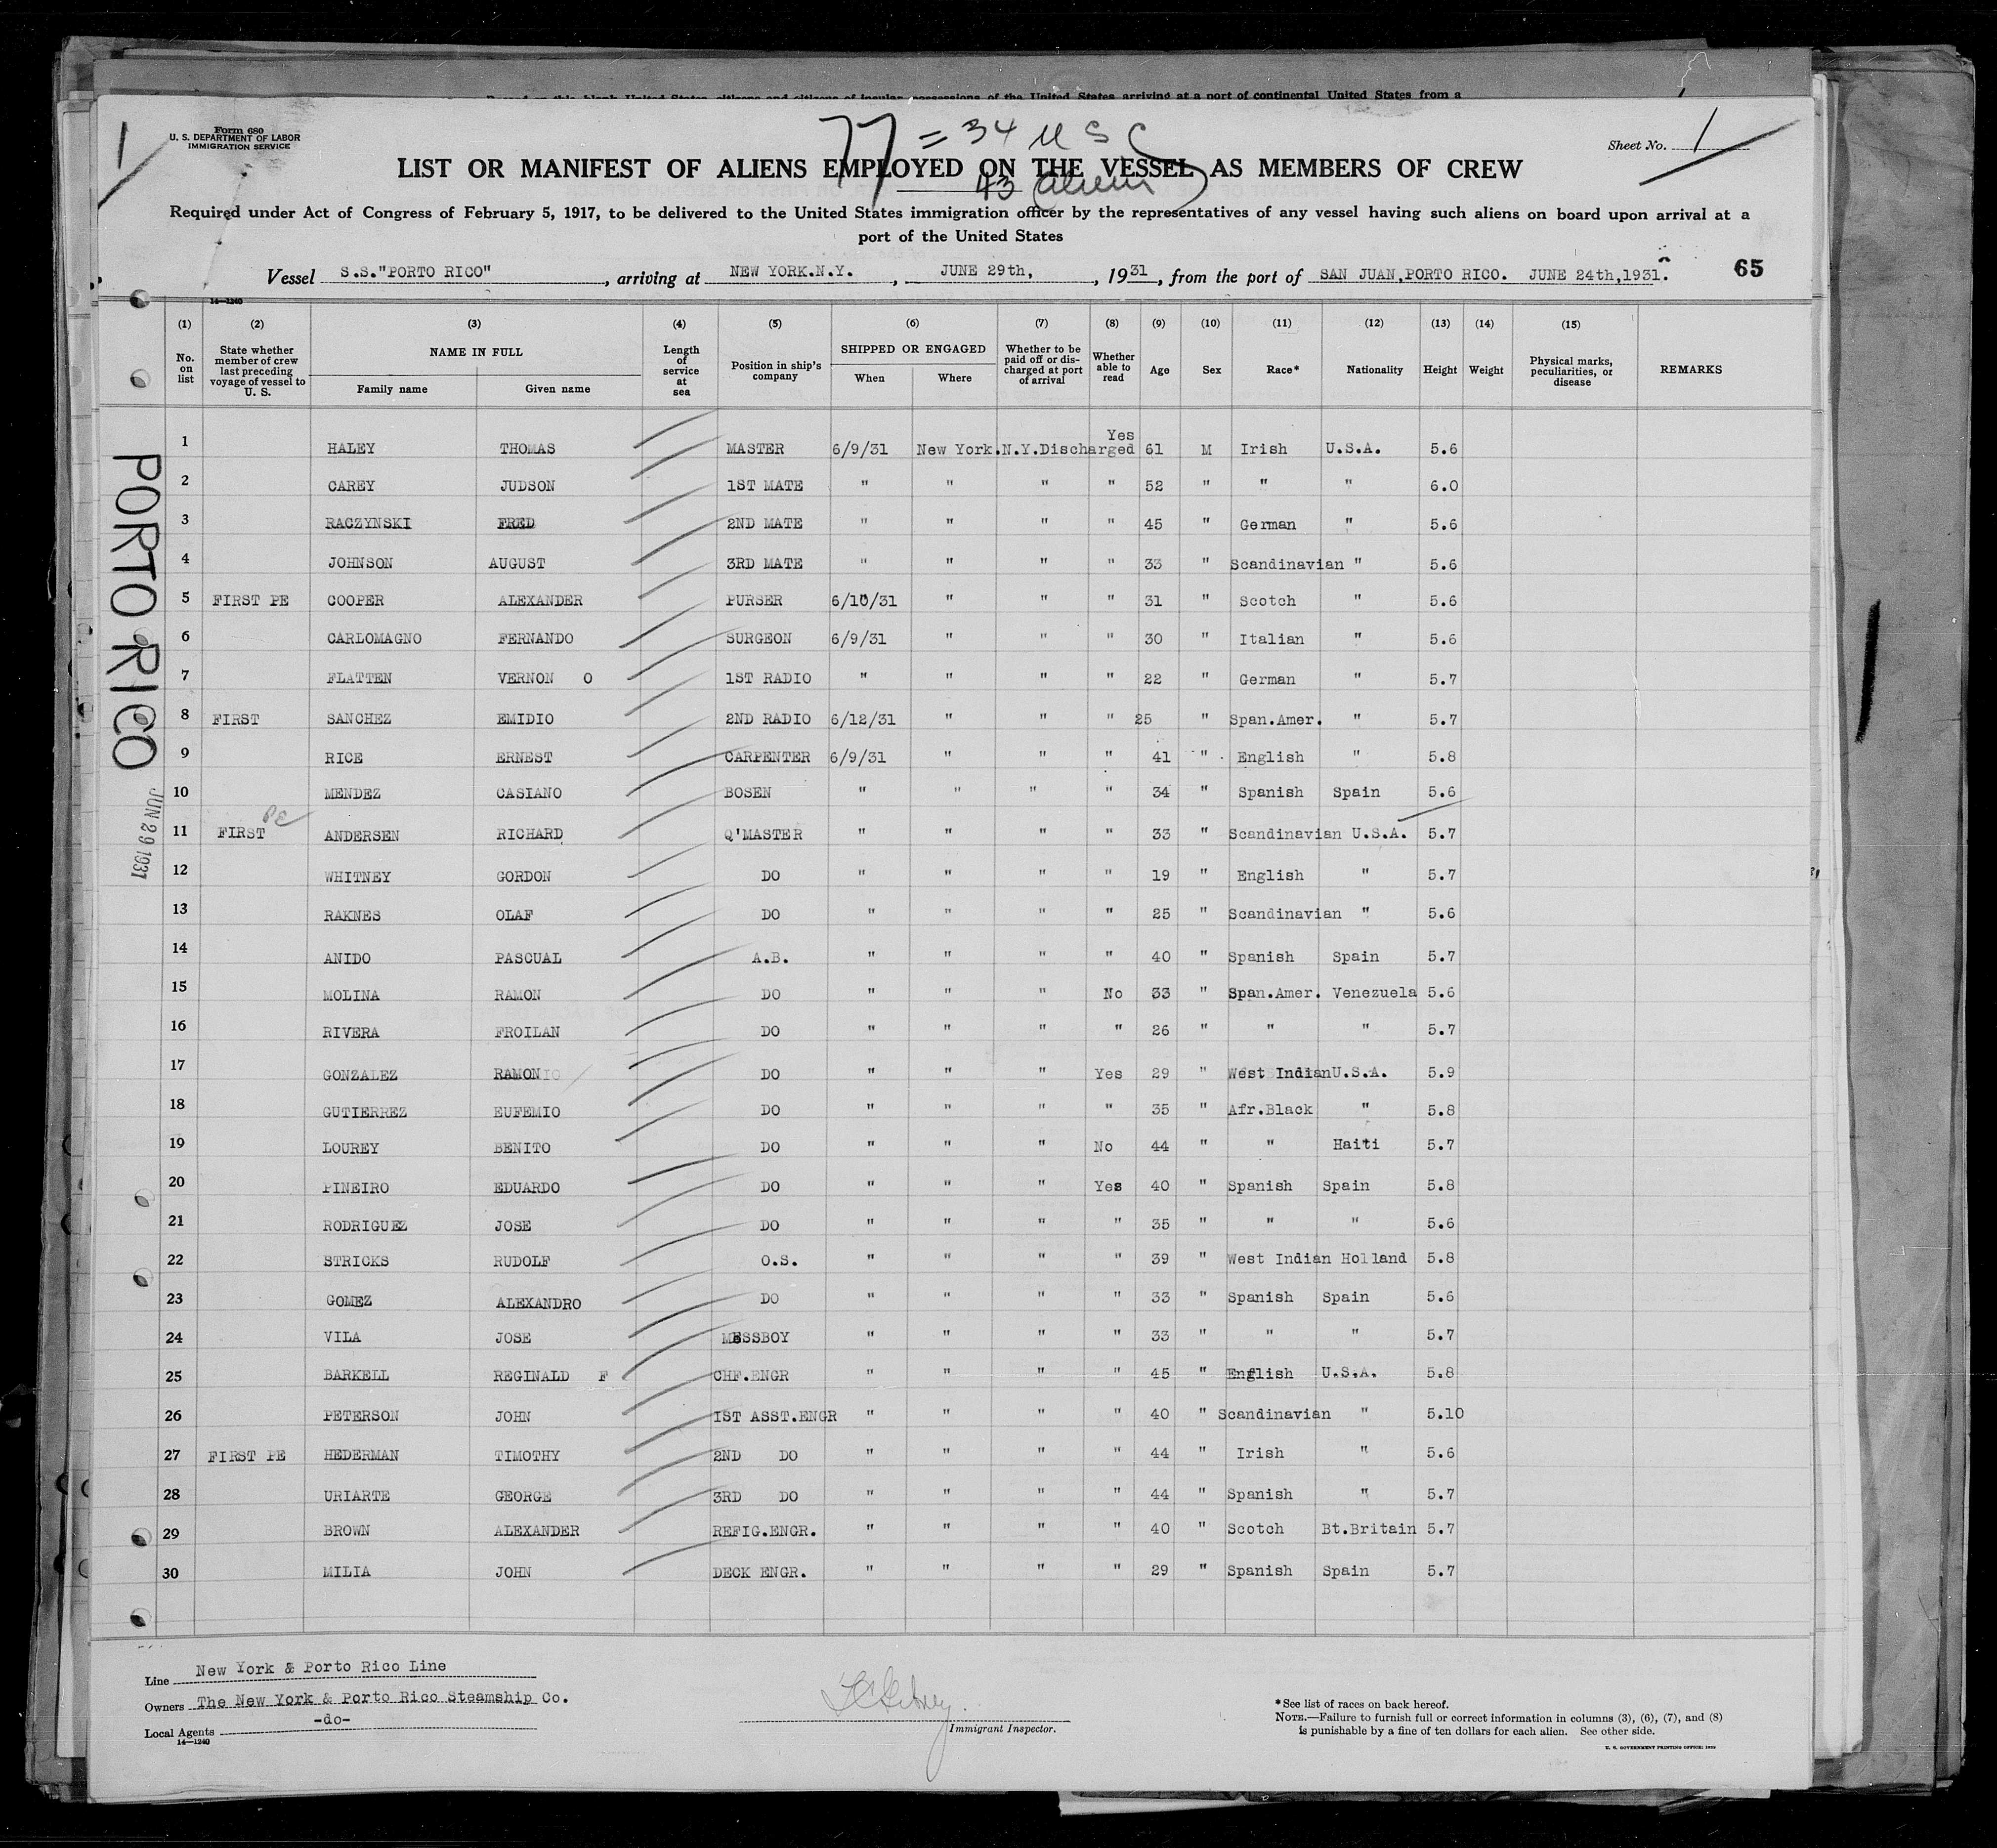 Form 680
U. S. DEPARTMENT OF LABOR
IMMIGRATION SERVICE
1
77 = 34 U S C
43 aliens
Sheet No. 1
LIST OR MANIFEST OF ALIENS EMPLOYED ON THE VESSEL AS MEMBERS OF CREW
Required under Act of Congress of February 5, 1917, to be delivered to the United States immigration officer by the representatives of any vessel having such aliens on board upon arrival at a
port of the United States
Vessel S.S."PORTO RICO", arriving at NEW YORK.N.Y., JUNE 29th, 1931, from the port of SAN JUAN,PORTO RICO. JUNE 24th,1931. 65
14—1240
(1) (2) (3) (4) (5) (6) (7) (8) (9) (10) (11) (12) (13) (14) (15)
No. on list State whether member of crew last preceding voyage of vessel to U. S. NAME IN FULL Family name Given name Length of service at sea Position in ship's company SHIPPED OR ENGAGED When Where Whether to be paid off or discharged at port of arrival Whether able to read Age Sex Race* Nationality Height Weight Physical marks, peculiarities, or disease REMARKS
PORTO RICO
JUN 29 1931
1 HALEY THOMAS MASTER 6/9/31 New York.N.Y. Discharged Yes 61 M Irish U.S.A. 5.6
2 CAREY JUDSON 1ST MATE " " " " 52 " " " 6.0
3 RACZYNSKI FRED 2ND MATE " " " " 45 " German " 5.6
4 JOHNSON AUGUST 3RD MATE " " " " 33 " Scandinavian " 5.6
5 FIRST PE COOPER ALEXANDER PURSER 6/10/31 " " " 31 " Scotch " 5.6
6 CARLOMAGNO FERNANDO SURGEON 6/9/31 " " " 30 " Italian " 5.6
7 FLATTEN VERNON O 1ST RADIO " " " " 22 " German " 5.7
8 FIRST SANCHEZ EMIDIO 2ND RADIO 6/12/31 " " " 25 " Span.Amer. " 5.7
9 RICE ERNEST CARPENTER 6/9/31 " " " 41 " English " 5.8
10 MENDEZ CASIANO BOSEN " " " " 34 " Spanish Spain 5.6
11 FIRST PE ANDERSEN RICHARD Q'MASTER " " " " 33 " Scandinavian U.S.A. 5.7
12 WHITNEY GORDON DO " " " " 19 " English " 5.7
13 RAKNES OLAF DO " " " " 25 " Scandinavian " 5.6
14 ANIDO PASCUAL A.B. " " " " 40 " Spanish Spain 5.7
15 MOLINA RAMON DO " " " No 33 " Span.Amer. Venezuela 5.6
16 RIVERA FROILAN DO " " " " 26 " " " 5.7
17 GONZALEZ RAMON DO " " " Yes 29 " West Indian U.S.A. 5.9
18 GUTIERREZ EUFEMIO DO " " " " 35 " Afr.Black " 5.8
19 LOUREY BENITO DO " " " No 44 " " Haiti 5.7
20 PINEIRO EDUARDO DO " " " Yes 40 " Spanish Spain 5.8
21 RODRIGUEZ JOSE DO " " " " 35 " " " 5.6
22 STRICKS RUDOLF O.S. " " " " 39 " West Indian Holland 5.8
23 GOMEZ ALEXANDRO DO " " " " 33 " Spanish Spain 5.6
24 VILA JOSE MESSBOY " " " " 33 " " " 5.7
25 BARKELL REGINALD F CHF.ENGR " " " " 45 " English U.S.A. 5.8
26 PETERSON JOHN IST ASST.ENGR " " " " 40 " Scandinavian " 5.10
27 FIRST PE HEDERMAN TIMOTHY 2ND DO " " " " 44 " Irish " 5.6
28 URIARTE GEORGE 3RD DO " " " " 44 " Spanish " 5.7
29 BROWN ALEXANDER REFIG.ENGR. " " " " 40 " Scotch Bt.Britain 5.7
30 MILIA JOHN DECK ENGR. " " " " 29 " Spanish Spain 5.7
Line New York & Porto Rico Line
Owners The New York & Porto Rico Steamship Co.
Local Agents -do-
14—1240
Immigrant Inspector.
*See list of races on back hereof.
NOTE.—Failure to furnish full or correct information in columns (3), (6), (7), and (8)
is punishable by a fine of ten dollars for each alien. See other side.